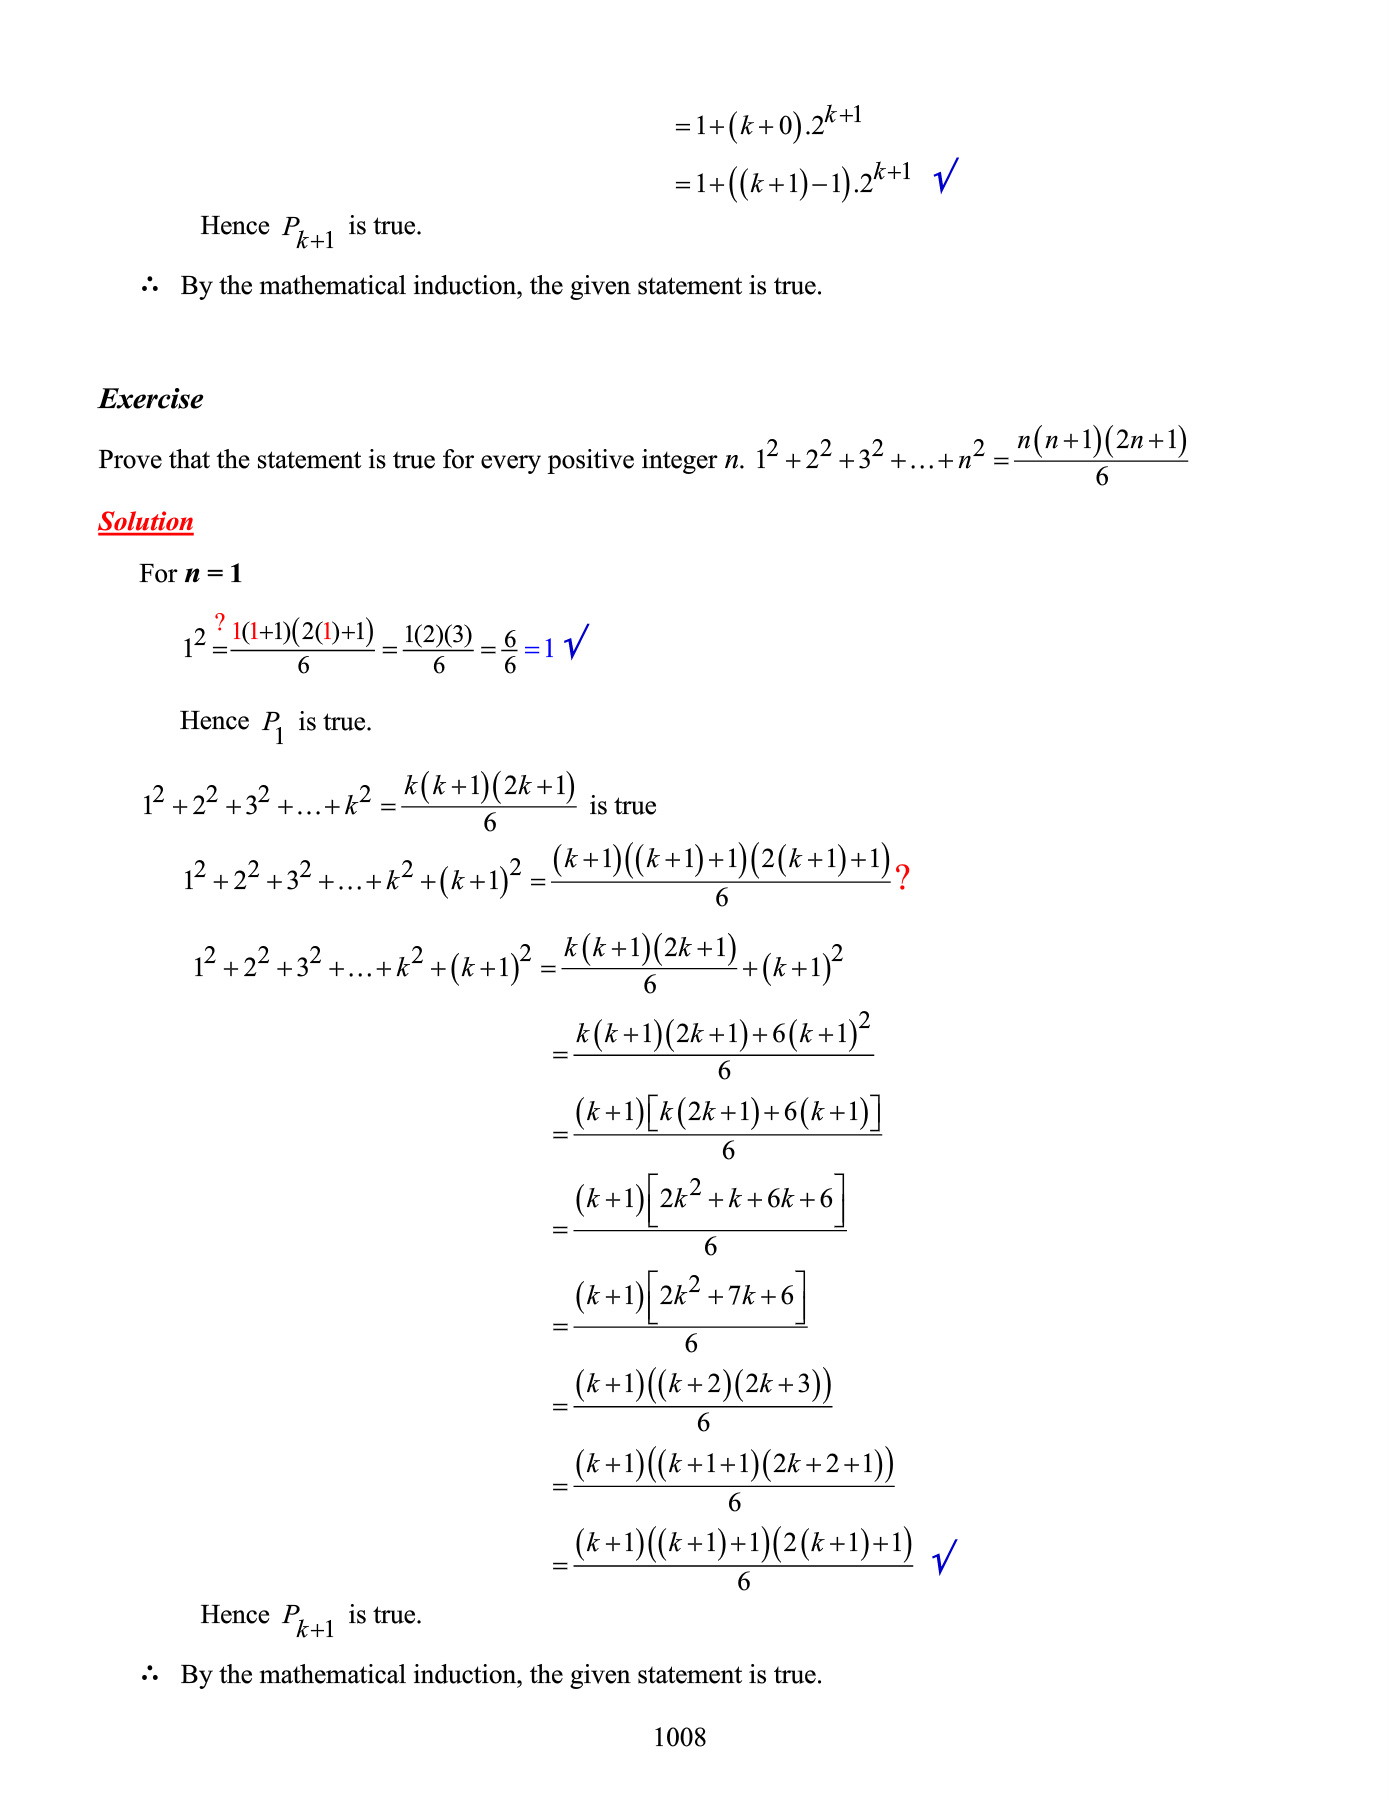 = 1 + (k + 0).2^{k+1}
= 1 + ((k + 1) − 1).2^{k+1} √
Hence P_{k+1} is true.
∴ By the mathematical induction, the given statement is true.
Exercise
Prove that the statement is true for every positive integer n. 1^2 + 2^2 + 3^2 + … + n^2 = \frac{n(n+1)(2n+1)}{6}
Solution
For n = 1
1^2 \stackrel{?}{=} \frac{1(1+1)(2(1)+1)}{6} = \frac{1(2)(3)}{6} = \frac{6}{6} = 1 √
Hence P_1 is true.
1^2 + 2^2 + 3^2 + … + k^2 = \frac{k(k+1)(2k+1)}{6} is true
1^2 + 2^2 + 3^2 + … + k^2 + (k+1)^2 = \frac{(k+1)((k+1)+1)(2(k+1)+1)}{6} ?
1^2 + 2^2 + 3^2 + … + k^2 + (k+1)^2 = \frac{k(k+1)(2k+1)}{6} + (k+1)^2
= \frac{k(k+1)(2k+1)+6(k+1)^2}{6}
= \frac{(k+1)[k(2k+1)+6(k+1)]}{6}
= \frac{(k+1)[2k^2+k+6k+6]}{6}
= \frac{(k+1)[2k^2+7k+6]}{6}
= \frac{(k+1)((k+2)(2k+3))}{6}
= \frac{(k+1)((k+1+1)(2k+2+1))}{6}
= \frac{(k+1)((k+1)+1)(2(k+1)+1)}{6} √
Hence P_{k+1} is true.
∴ By the mathematical induction, the given statement is true.
1008